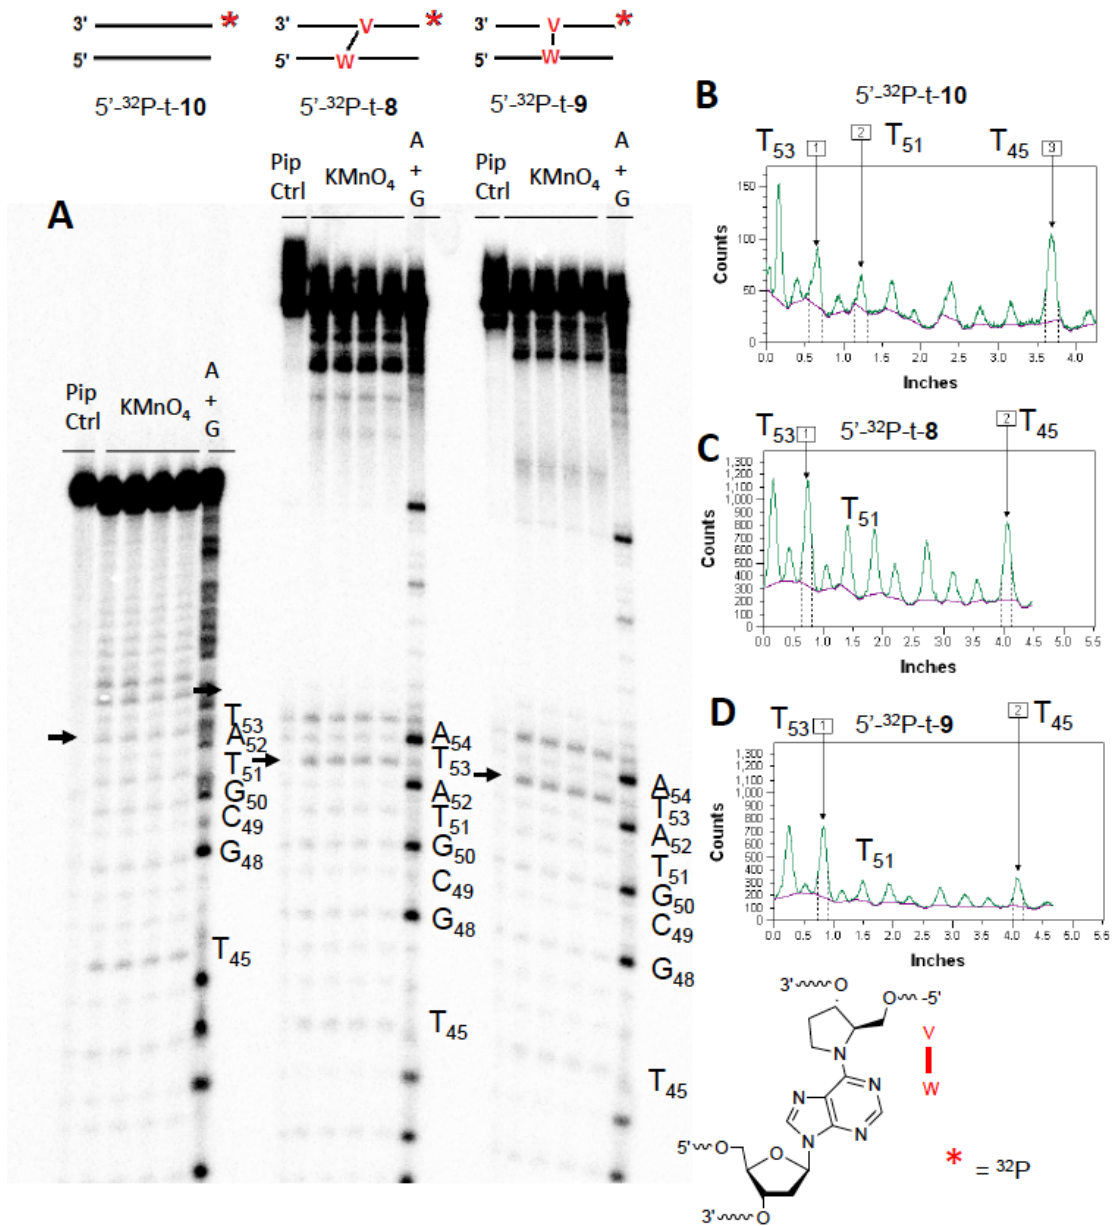 3' *
5'
5'-³²P-t-10
3' V *
5' W
5'-³²P-t-8
3' V *
5' W
5'-³²P-t-9
A
Pip
Ctrl
KMnO₄
A
+
G
Pip
Ctrl
KMnO₄
A
+
G
Pip
Ctrl
KMnO₄
A
+
G
T₅₃
A₅₂
T₅₁
G₅₀
C₄₉
G₄₈
T₄₅
A₅₄
T₅₃
A₅₂
T₅₁
G₅₀
C₄₉
G₄₈
T₄₅
A₅₄
T₅₃
A₅₂
T₅₁
G₅₀
C₄₉
G₄₈
T₄₅
B
5'-³²P-t-10
T₅₃ 1 2 T₅₁ T₄₅ 3
Counts
150
100
50
0
0.0 0.5 1.0 1.5 2.0 2.5 3.0 3.5 4.0
Inches
C
T₅₃ 1 5'-³²P-t-8 2 T₄₅
T₅₁
Counts
1,300
1,200
1,100
1,000
900
800
700
600
500
400
300
200
100
0
0.0 0.5 1.0 1.5 2.0 2.5 3.0 3.5 4.0 4.5 5.0 5.5
Inches
D
T₅₃ 1 5'-³²P-t-9 2 T₄₅
T₅₁
Counts
1,300
1,200
1,100
1,000
900
800
700
600
500
400
300
200
100
0
0.0 0.5 1.0 1.5 2.0 2.5 3.0 3.5 4.0 4.5 5.0 5.5
Inches
3' O
O -5'
N
N N
N N
5' O O
O
3'
V
W
* = ³²P